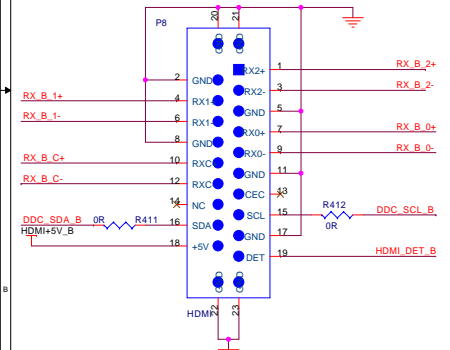 P8
20 21
1 RX2+ RX_B_2+
2 GND
3 RX2- RX_B_2-
RX_B_1+ 4 RX1+
GND 5
RX_B_1- 6 RX1-
RX0+ 7 RX_B_0+
8 GND
RX0- 9 RX_B_0-
RX_B_C+ 10 RXC
GND 11
RX_B_C- 12 RXC
CEC 13
14 NC
R412
SCL 15 DDC_SCL_B
0R
DDC_SDA_B 0R R411 16 SDA
HDMI+5V_B
GND 17
18 +5V
DET 19 HDMI_DET_B
B
HDMI
22 23